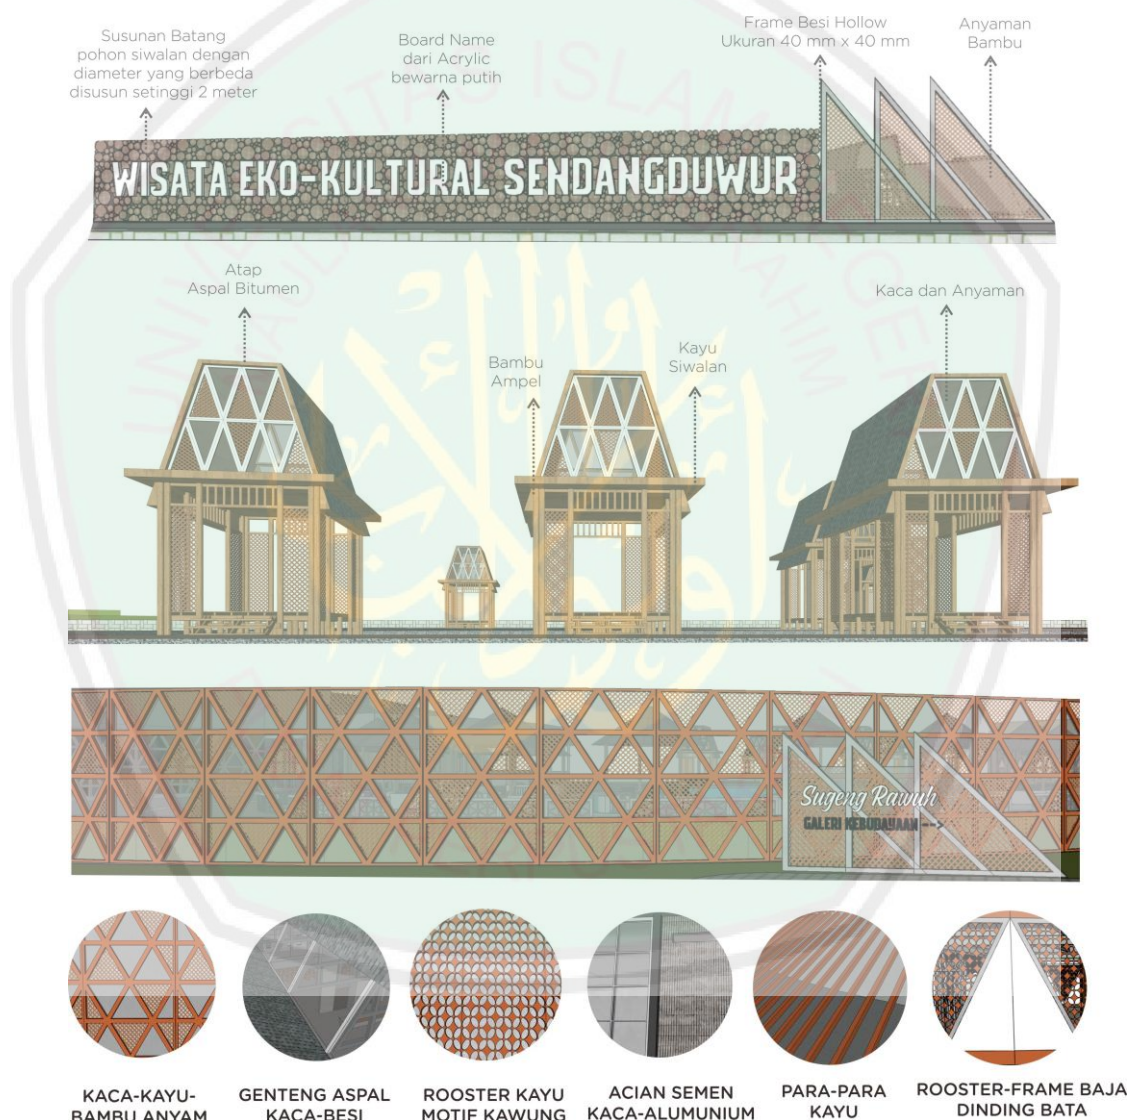 Susunan Batang
pohon siwalan dengan
diameter yang berbeda
disusun setinggi 2 meter
Board Name
dari Acrylic
bewarna putih
Frame Besi Hollow
Ukuran 40 mm x 40 mm
Anyaman
Bambu
WISATA EKO-KULTURAL SENDANGDUWUR
Atap
Aspal Bitumen
Bambu
Ampel
Kayu
Siwalan
Kaca dan Anyaman
Sugeng Rawuh
GALERI KEBUDAYAAN -->
KACA-KAYU-
BAMBU ANYAM
GENTENG ASPAL
KACA-BESI
ROOSTER KAYU
MOTIF KAWUNG
ACIAN SEMEN
KACA-ALUMUNIUM
PARA-PARA
KAYU
ROOSTER-FRAME BAJA
DINDING BATA